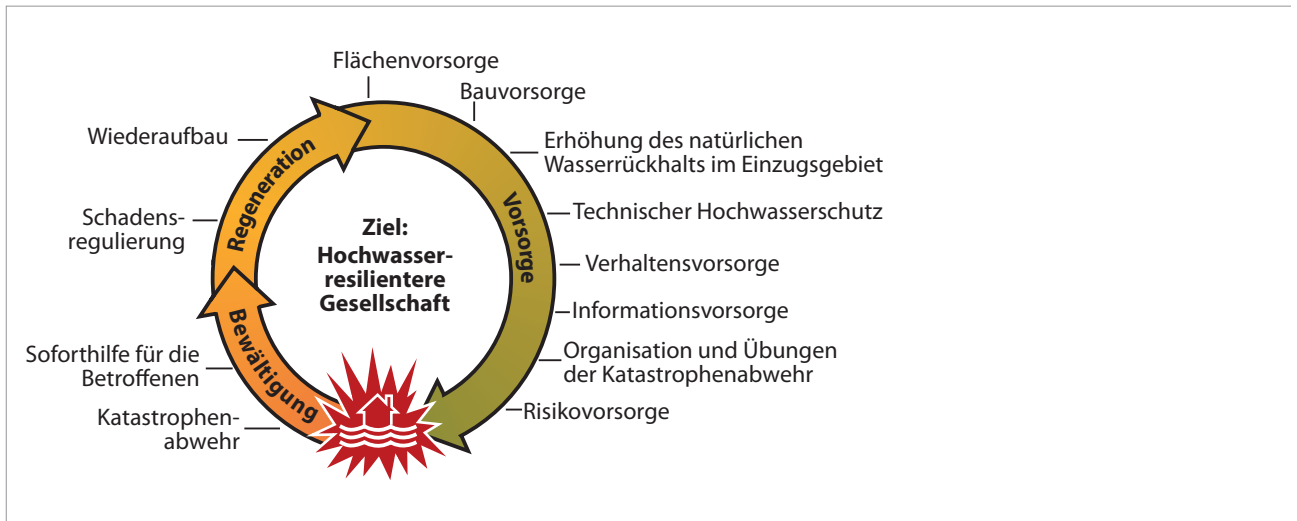 Flächenvorsorge
Bauvorsorge
Erhöhung des natürlichen
Wasserrückhalts im Einzugsgebiet
Technischer Hochwasserschutz
Verhaltensvorsorge
Informationsvorsorge
Organisation und Übungen
der Katastrophenabwehr
Risikovorsorge
Vorsorge
Katastrophen-
abwehr
Soforthilfe für die
Betroffenen
Bewältigung
Schadens-
regulierung
Wiederaufbau
Regeneration
Ziel:
Hochwasser-
resilientere
Gesellschaft